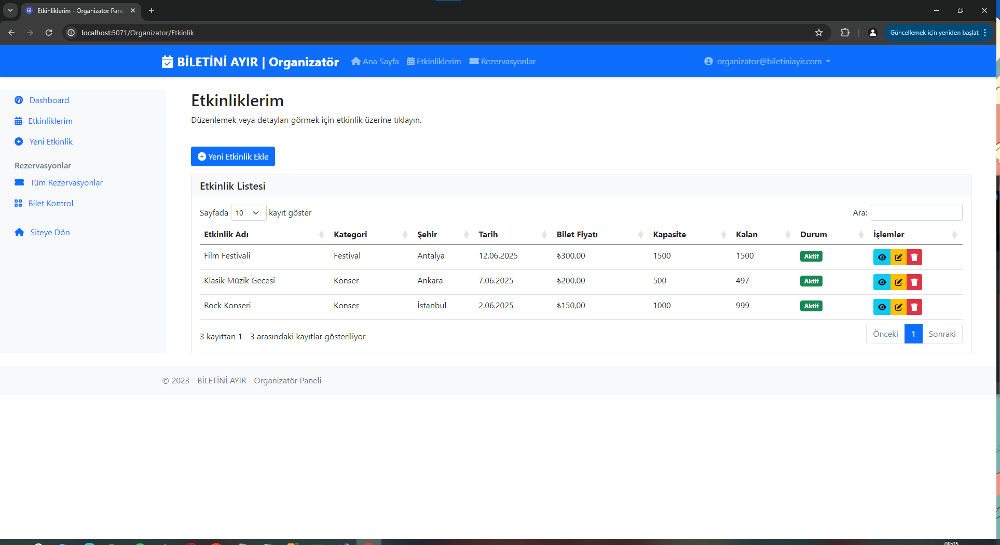 Etkinliklerim - Organizatör Pane
localhost:5071/Organizator/Etkinlik
Güncellemek için yeniden başlat
BİLETİNİ AYIR | Organizatör
Ana Sayfa
Etkinliklerim
Rezervasyonlar
organizator@biletiniayir.com
Dashboard
Etkinliklerim
Yeni Etkinlik
Rezervasyonlar
Tüm Rezervasyonlar
Bilet Kontrol
Siteye Dön
Etkinliklerim
Düzenlemek veya detayları görmek için etkinlik üzerine tıklayın.
Yeni Etkinlik Ekle
Etkinlik Listesi
Sayfada 10 kayıt göster
Ara:
Etkinlik Adı Kategori Şehir Tarih Bilet Fiyatı Kapasite Kalan Durum İşlemler
Film Festivali Festival Antalya 12.06.2025 ₺300,00 1500 1500 Aktif
Klasik Müzik Gecesi Konser Ankara 7.06.2025 ₺200,00 500 497 Aktif
Rock Konseri Konser İstanbul 2.06.2025 ₺150,00 1000 999 Aktif
3 kayıttan 1 - 3 arasındaki kayıtlar gösteriliyor
Önceki 1 Sonraki
© 2023 - BİLETİNİ AYIR - Organizatör Paneli
08:05